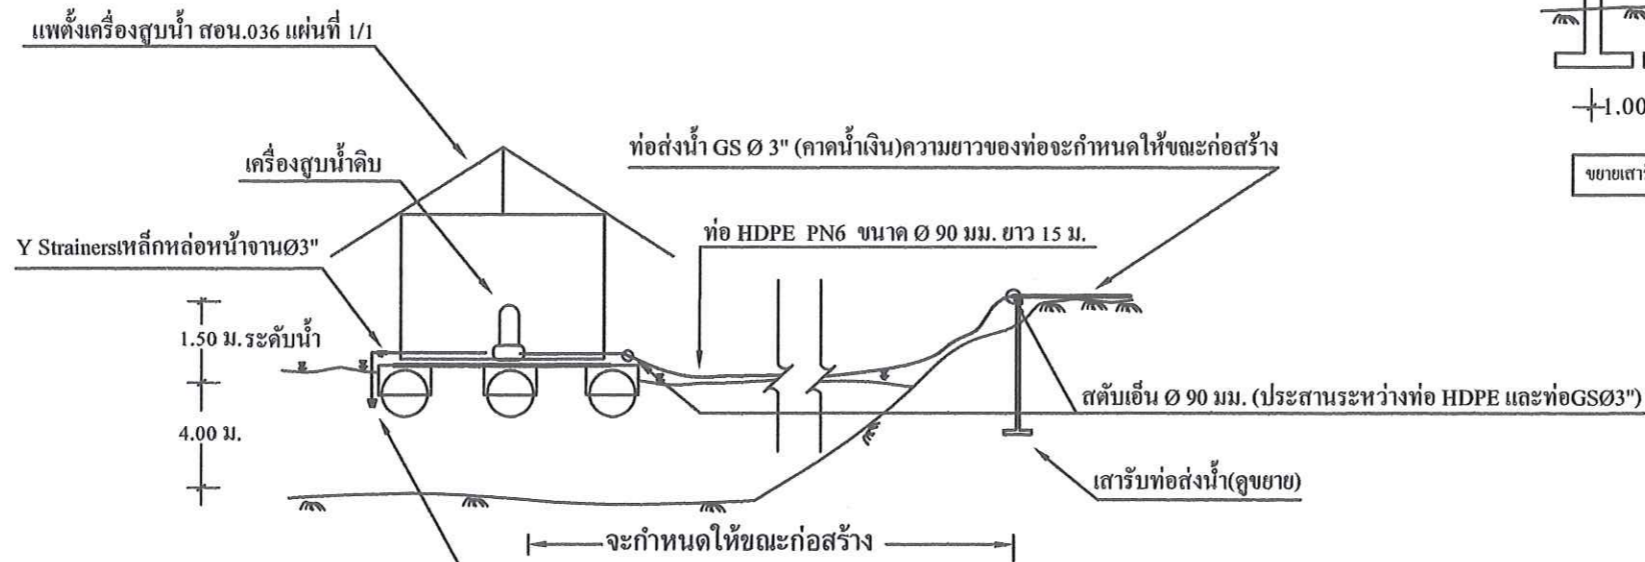 แพตั้งเครื่องสูบน้ำ สอน.036 แผ่นที่ 1/1
1.00
ท่อส่งน้ำ GS Ø 3" (คาดน้ำเงิน)ความยาวของท่อจะกำหนดให้ขณะก่อสร้าง
เครื่องสูบน้ำดิบ
ท่อ HDPE PN6 ขนาด Ø 90 มม. ยาว 15 ม.
Y Strainersเหล็กหล่อหน้าจานØ3"
1.50 ม.
ระดับน้ำ
สตับเอ็น Ø 90 มม. (ประสานระหว่างท่อ HDPE และท่อGSØ3")
4.00 ม.
เสารับท่อส่งน้ำ(ดูขยาย)
จะกำหนดให้ขณะก่อสร้าง